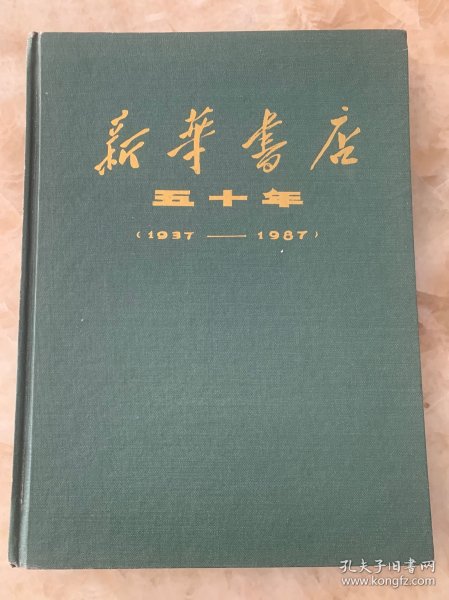 新華書店
五十年
(1937 —— 1987)
孔夫子旧书网
www.kongfz.com